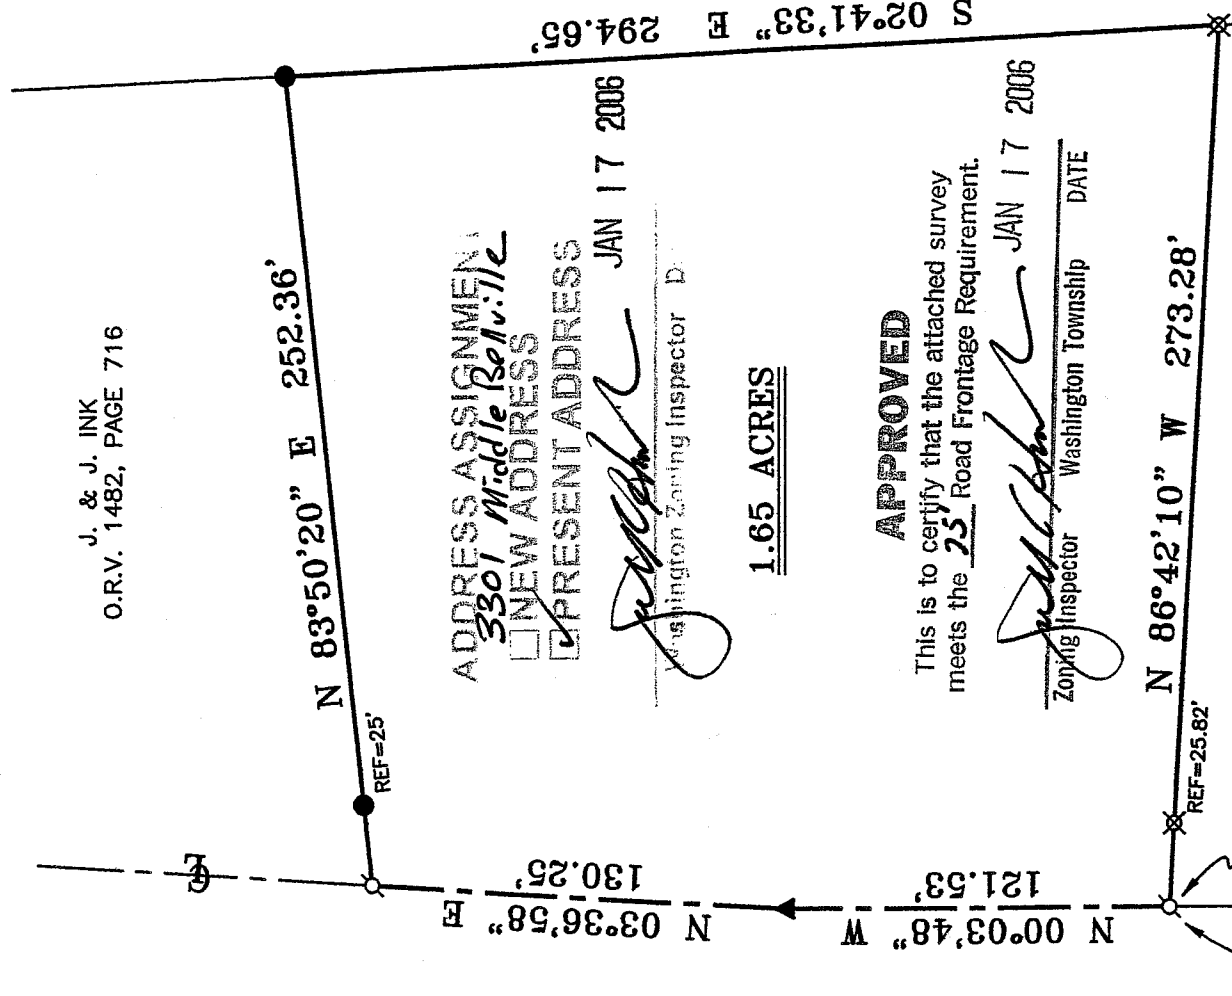 J. & J. INK
O.R.V. 1482, PAGE 716
N 83°50'20" E 252.36'
REF=25'
S 02°41'33" E 294.65'
ADDRESS ASSIGNMEN
3301 Middle Bellville
NEW ADDRESS
PRESENT ADDRESS
JAN 17 2006
Washington Zoning Inspector D
1.65 ACRES
APPROVED
This is to certify that the attached survey
meets the 25' Road Frontage Requirement.
JAN 17 2006
Zoning Inspector Washington Township DATE
N 86°42'10" W 273.28'
REF=25.82'
N 00°03'48" W
121.53'
N 03°36'58" E
130.25'
℄